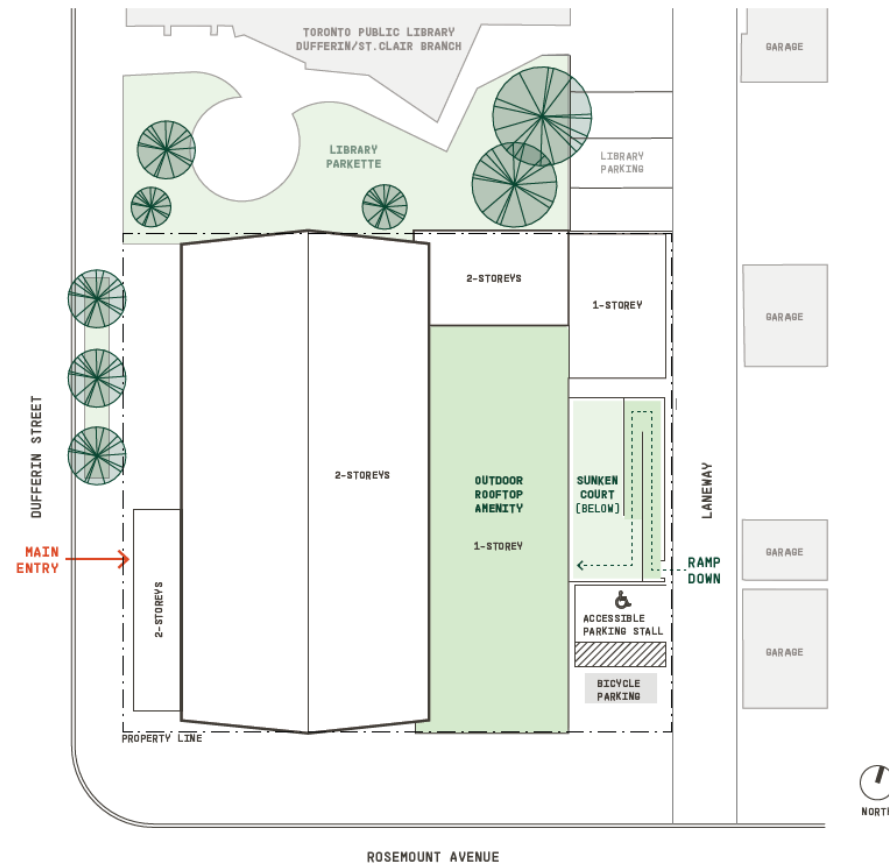 TORONTO PUBLIC LIBRARY
DUFFERIN/ST.CLAIR BRANCH
GARAGE
LIBRARY
PARKETTE
LIBRARY
PARKING
2-STOREYS
1-STOREY
GARAGE
DUFFERIN STREET
2-STOREYS
OUTDOOR
ROOFTOP
AMENITY
1-STOREY
SUNKEN
COURT
(BELOW)
LANEWAY
MAIN
ENTRY
2-STOREYS
RAMP
DOWN
GARAGE
ACCESSIBLE
PARKING STALL
BICYCLE
PARKING
GARAGE
PROPERTY LINE
NORTH
ROSEMOUNT AVENUE